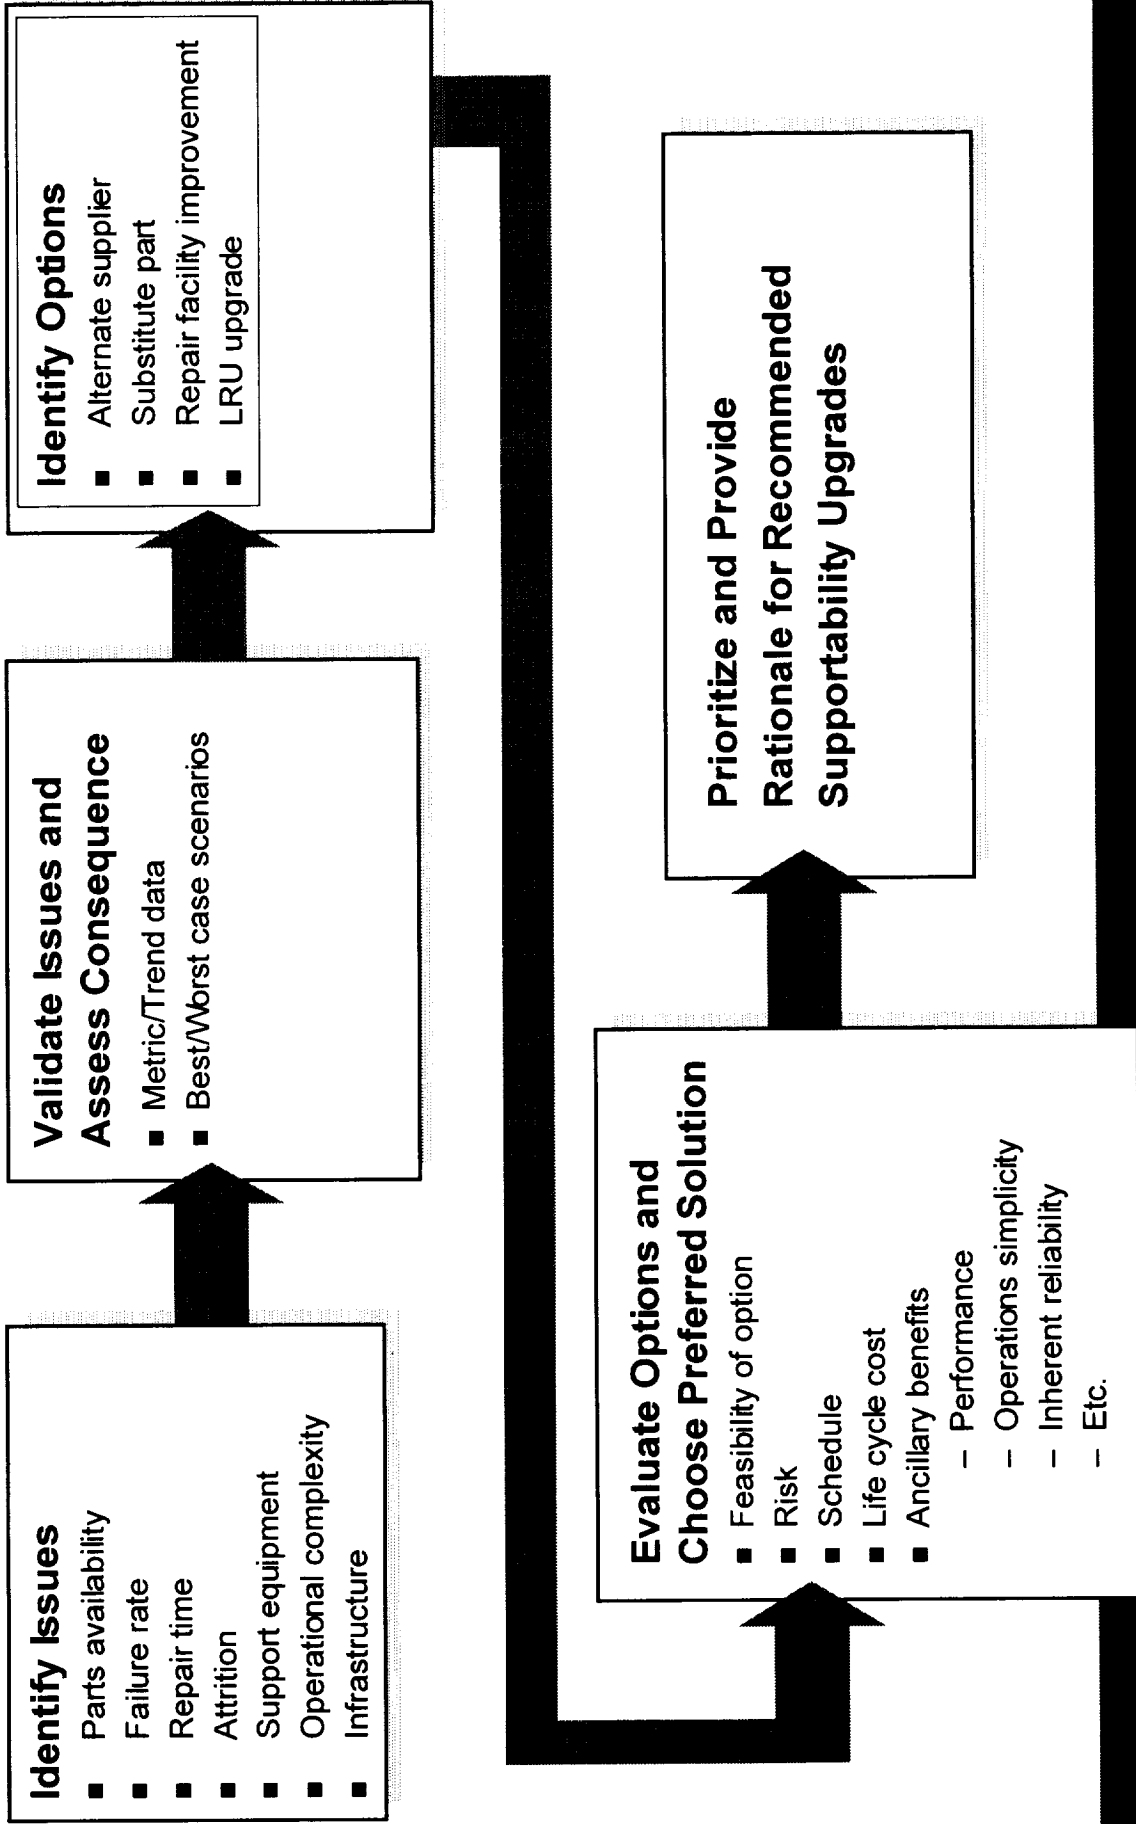 Identify Issues
■ Parts availability
■ Failure rate
■ Repair time
■ Attrition
■ Support equipment
■ Operational complexity
■ Infrastructure
Validate Issues and
Assess Consequence
■ Metric/Trend data
■ Best/Worst case scenarios
Identify Options
■ Alternate supplier
■ Substitute part
■ Repair facility improvement
■ LRU upgrade
Evaluate Options and
Choose Preferred Solution
■ Feasibility of option
■ Risk
■ Schedule
■ Life cycle cost
■ Ancillary benefits
– Performance
– Operations simplicity
– Inherent reliability
– Etc.
Prioritize and Provide
Rationale for Recommended
Supportability Upgrades